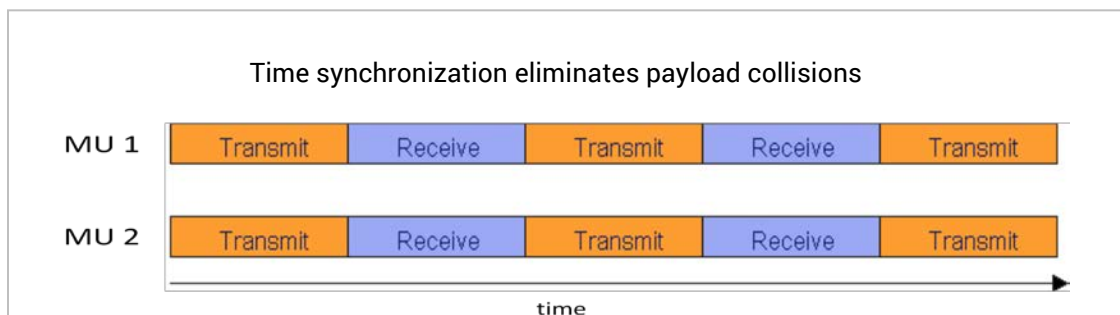 Time synchronization eliminates payload collisions
MU 1 Transmit Receive Transmit Receive Transmit
MU 2 Transmit Receive Transmit Receive Transmit
time